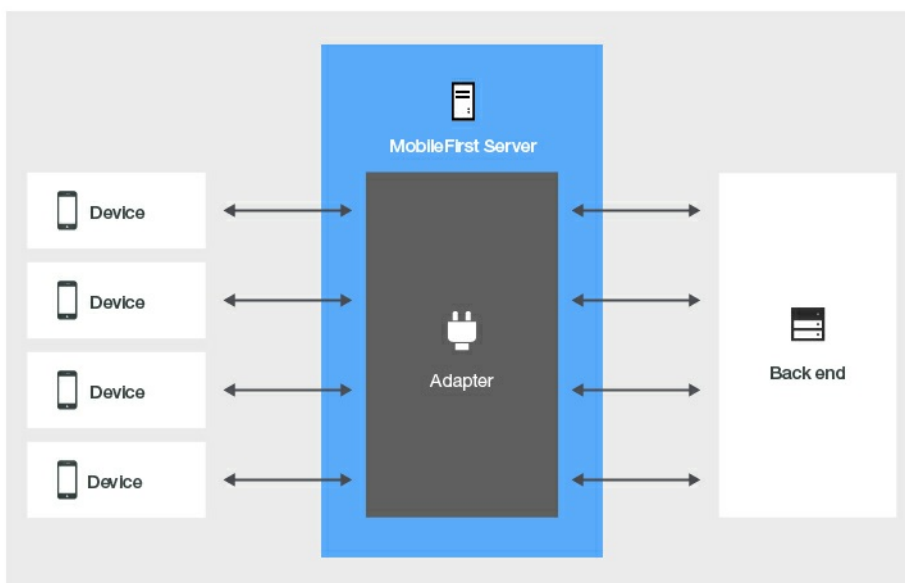 MobileFirst Server
Device
Device
Device
Device
Adapter
Back end